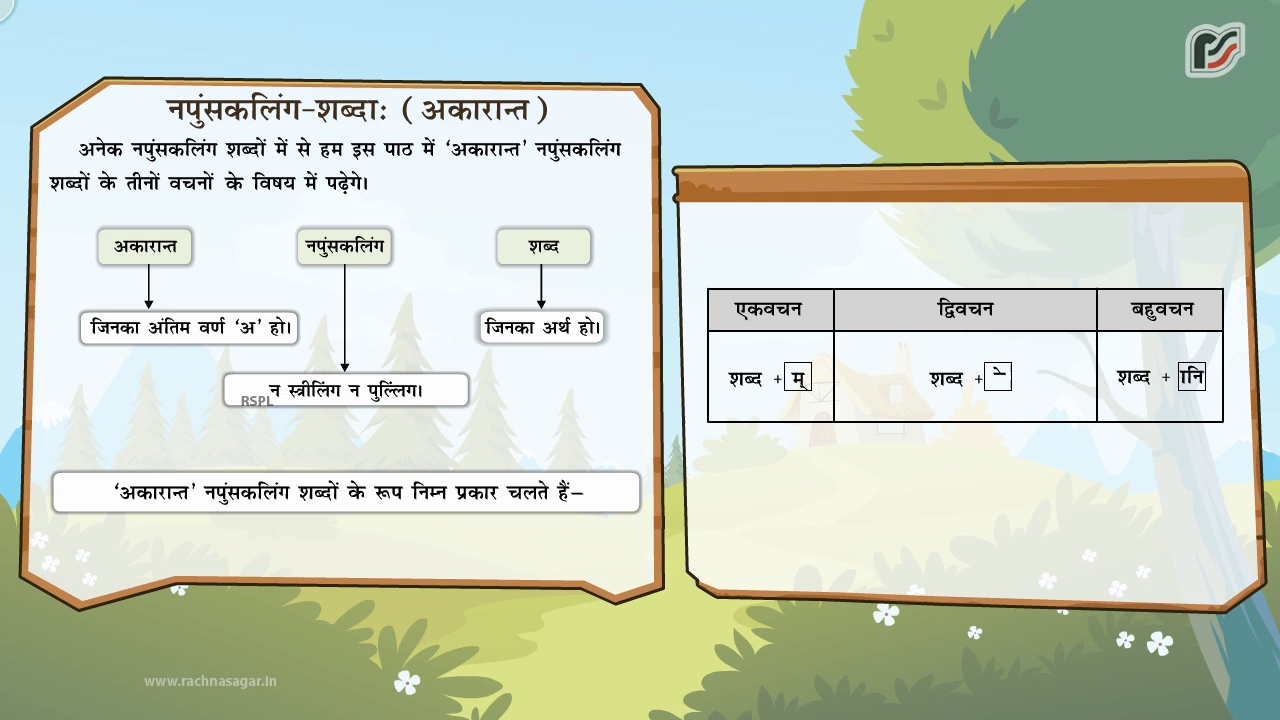 नपुंसकलिंग-शब्दाः ( अकारान्त )
अनेक नपुंसकलिंग शब्दों में से हम इस पाठ में ‘अकारान्त’ नपुंसकलिंग
शब्दों के तीनों वचनों के विषय में पढ़ेगे।
अकारान्त नपुंसकलिंग शब्द
जिनका अंतिम वर्ण ‘अ’ हो। जिनका अर्थ हो।
न स्त्रीलिंग न पुल्लिंग।
RSPL
‘अकारान्त’ नपुंसकलिंग शब्दों के रूप निम्न प्रकार चलते हैं–
एकवचन द्विवचन बहुवचन
शब्द + म् शब्द + े शब्द + ानि
www.rachnasagar.in